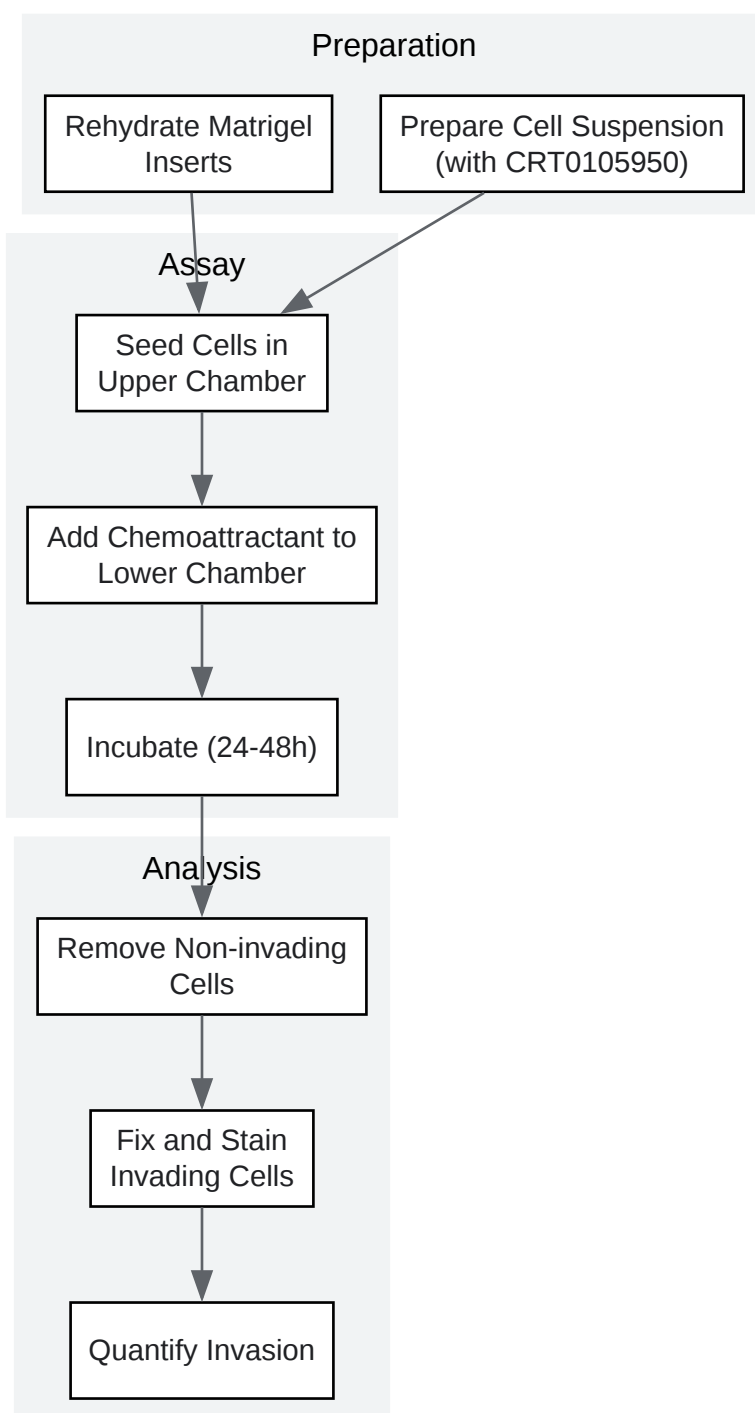 Preparation
Rehydrate Matrigel
Inserts
Prepare Cell Suspension
(with CRT0105950)
Assay
Seed Cells in
Upper Chamber
Add Chemoattractant to
Lower Chamber
Incubate (24-48h)
Analysis
Remove Non-invading
Cells
Fix and Stain
Invading Cells
Quantify Invasion